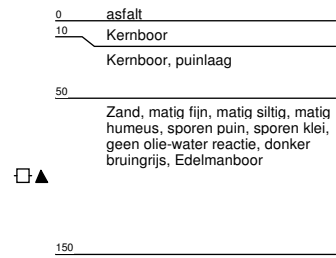 0 asfalt
10 Kernboor
Kernboor, puinlaag
50
Zand, matig fijn, matig siltig, matig
humeus, sporen puin, sporen klei,
geen olie-water reactie, donker
bruingrijs, Edelmanboor
150